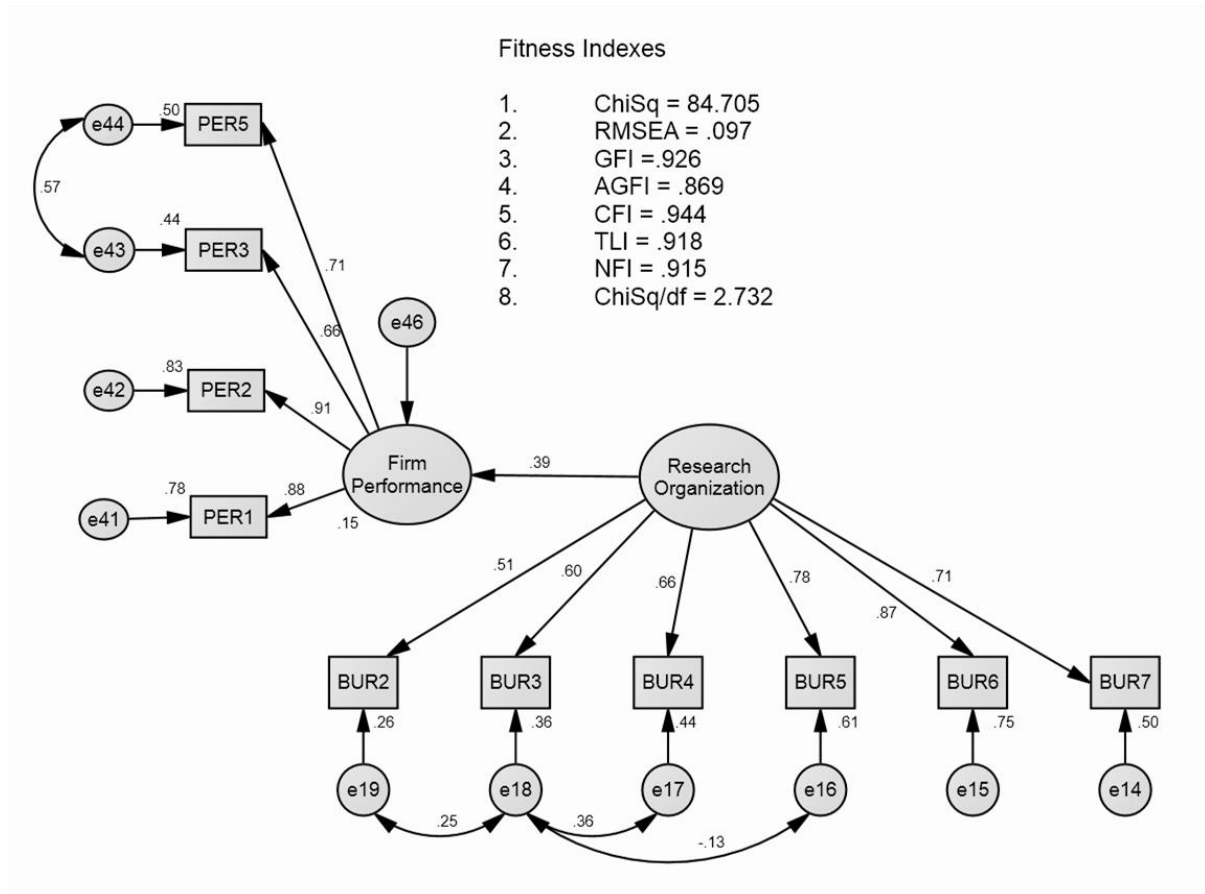 Fitness Indexes
1. ChiSq = 84.705
2. RMSEA = .097
3. GFI =.926
4. AGFI = .869
5. CFI = .944
6. TLI = .918
7. NFI = .915
8. ChiSq/df = 2.732
e44
.50
PER5
.57
e43
.44
PER3
.71
.66
e46
e42
.83
PER2
.91
Firm
Performance
.39
Research
Organization
e41
.78
PER1
.88
.15
.51
.60
.66
.78
.87
.71
BUR2
BUR3
BUR4
BUR5
BUR6
BUR7
.26
.36
.44
.61
.75
.50
e19
e18
e17
e16
e15
e14
.25
.36
-.13